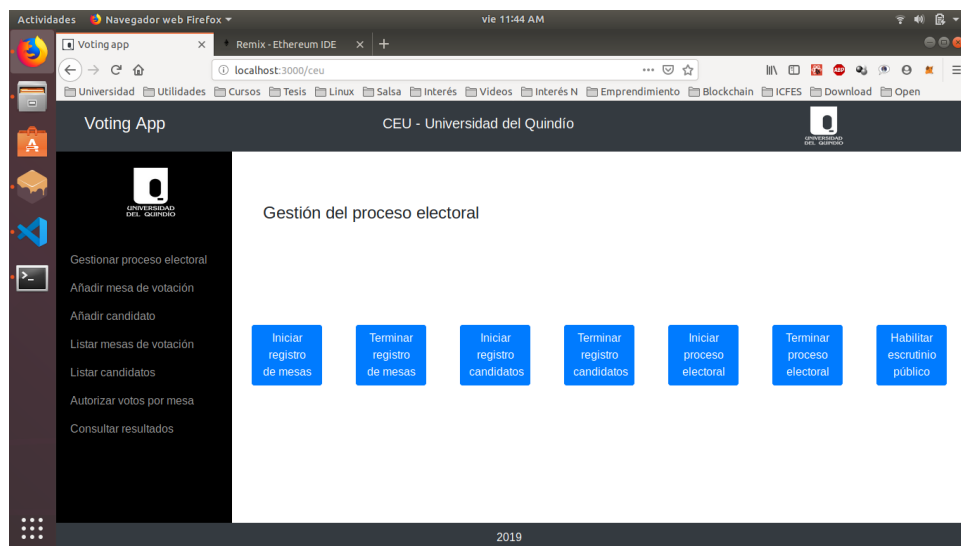 Actividades Navegador web Firefox vie 11:44 AM
Voting app Remix - Ethereum IDE
localhost:3000/ceu
Universidad Utilidades Cursos Tesis Linux Salsa Interés Videos Interés N Emprendimiento Blockchain ICFES Download Open
Voting App CEU - Universidad del Quindío UNIVERSIDAD
DEL QUINDÍO
UNIVERSIDAD
DEL QUINDÍO
Gestión del proceso electoral
Gestionar proceso electoral
Añadir mesa de votación
Añadir candidato
Listar mesas de votación
Listar candidatos
Autorizar votos por mesa
Consultar resultados
Iniciar
registro
de mesas
Terminar
registro
de mesas
Iniciar
registro
candidatos
Terminar
registro
candidatos
Iniciar
proceso
electoral
Terminar
proceso
electoral
Habilitar
escrutinio
público
2019